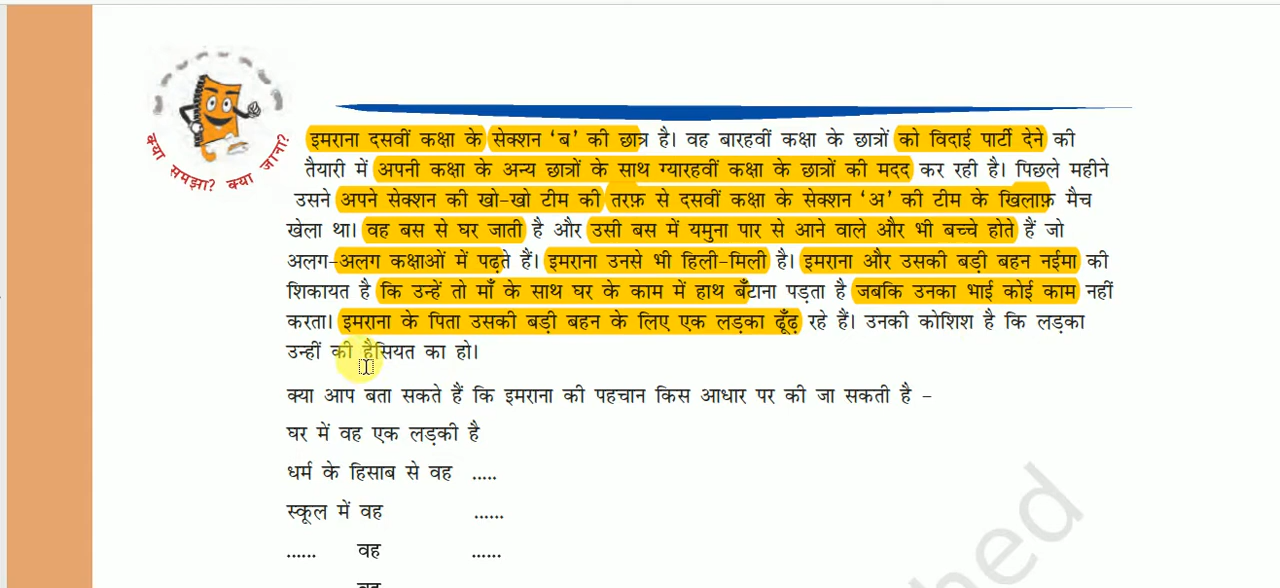 क्या समझा? क्या जाना?
इमराना दसवीं कक्षा के सेक्शन ‘ब’ की छात्र है। वह बारहवीं कक्षा के छात्रों को विदाई पार्टी देने की
तैयारी में अपनी कक्षा के अन्य छात्रों के साथ ग्यारहवीं कक्षा के छात्रों की मदद कर रही है। पिछले महीने
उसने अपने सेक्शन की खो-खो टीम की तरफ़ से दसवीं कक्षा के सेक्शन ‘अ’ की टीम के खिलाफ़ मैच
खेला था। वह बस से घर जाती है और उसी बस में यमुना पार से आने वाले और भी बच्चे होते हैं जो
अलग-अलग कक्षाओं में पढ़ते हैं। इमराना उनसे भी हिली-मिली है। इमराना और उसकी बड़ी बहन नईमा की
शिकायत है कि उन्हें तो माँ के साथ घर के काम में हाथ बँटाना पड़ता है जबकि उनका भाई कोई काम नहीं
करता। इमराना के पिता उसकी बड़ी बहन के लिए एक लड़का ढूँढ़ रहे हैं। उनकी कोशिश है कि लड़का
उन्हीं की हैसियत का हो।
क्या आप बता सकते हैं कि इमराना की पहचान किस आधार पर की जा सकती है –
घर में वह एक लड़की है
धर्म के हिसाब से वह .....
स्कूल में वह ......
...... वह ......